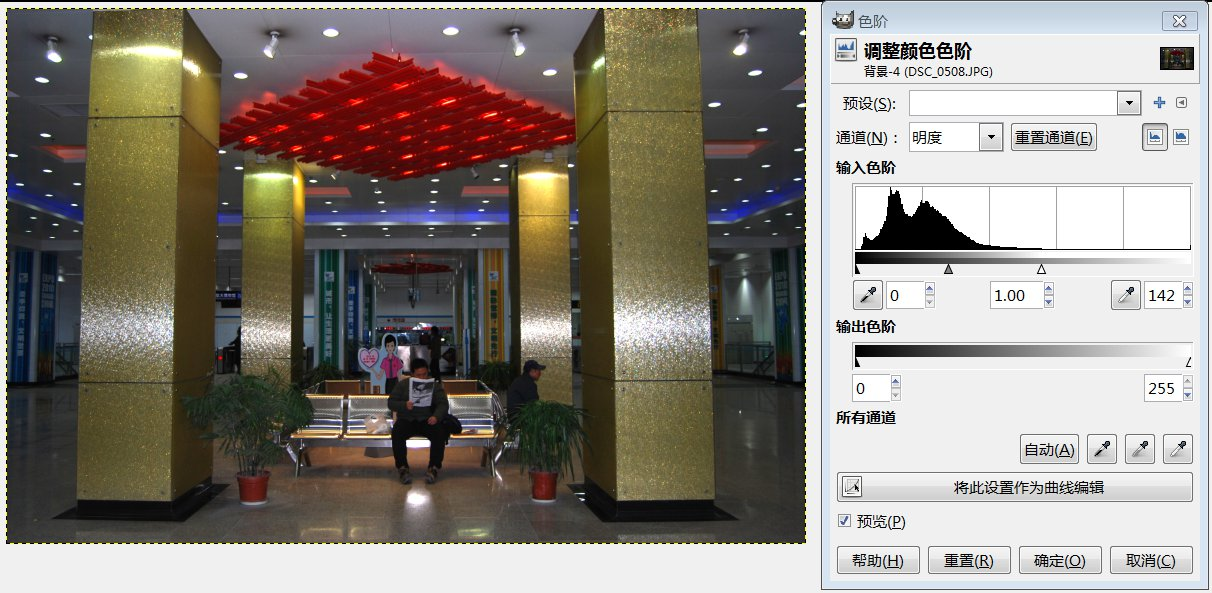 色阶
调整颜色色阶
背景-4 (DSC_0508.JPG)
预设(S):
通道(N)： 明度 重置通道(E)
输入色阶
0 1.00 142
输出色阶
0 255
所有通道
自动(A)
将此设置作为曲线编辑
预览(P)
帮助(H) 重置(R) 确定(O) 取消(C)